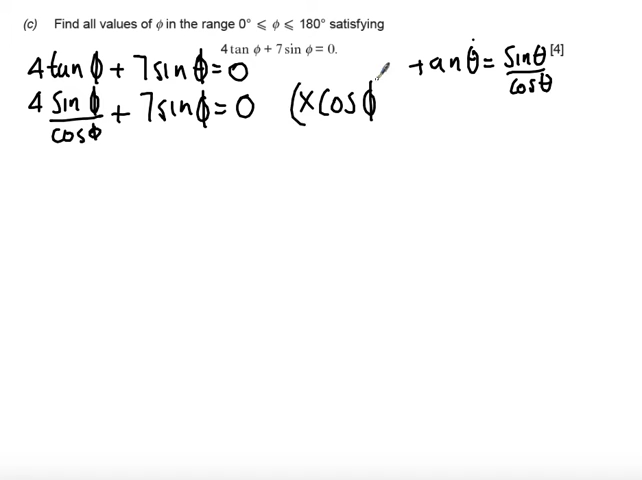 (c) Find all values of ϕ in the range 0° ⩽ ϕ ⩽ 180° satisfying
4 tan ϕ + 7 sin ϕ = 0.
[4]
4tanϕ + 7sinϕ = 0
tanθ = sinθ/cosθ
4 sinϕ/cosϕ + 7sinϕ = 0 (×cosϕ